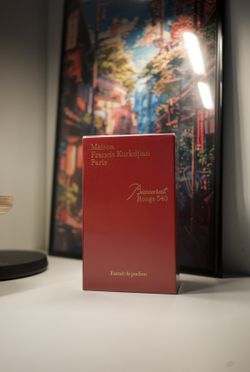 Maison
Francis Kurkdjian
Paris
Baccarat
Rouge 540
Extrait de parfum